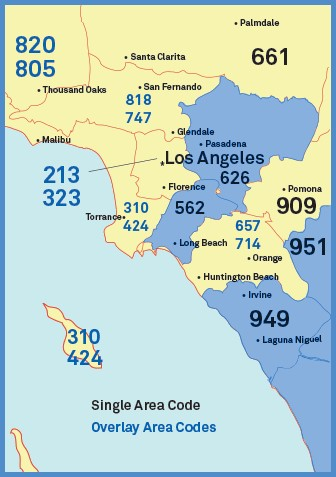 Palmdale
820
805
661
Santa Clarita
San Fernando
Thousand Oaks
818
747
Glendale
Malibu
Pasadena
Los Angeles
213
323
626
Florence
Pomona
909
310
424
562
Torrance
657
714
951
Long Beach
Orange
Huntington Beach
Irvine
949
310
424
Laguna Niguel
Single Area Code
Overlay Area Codes